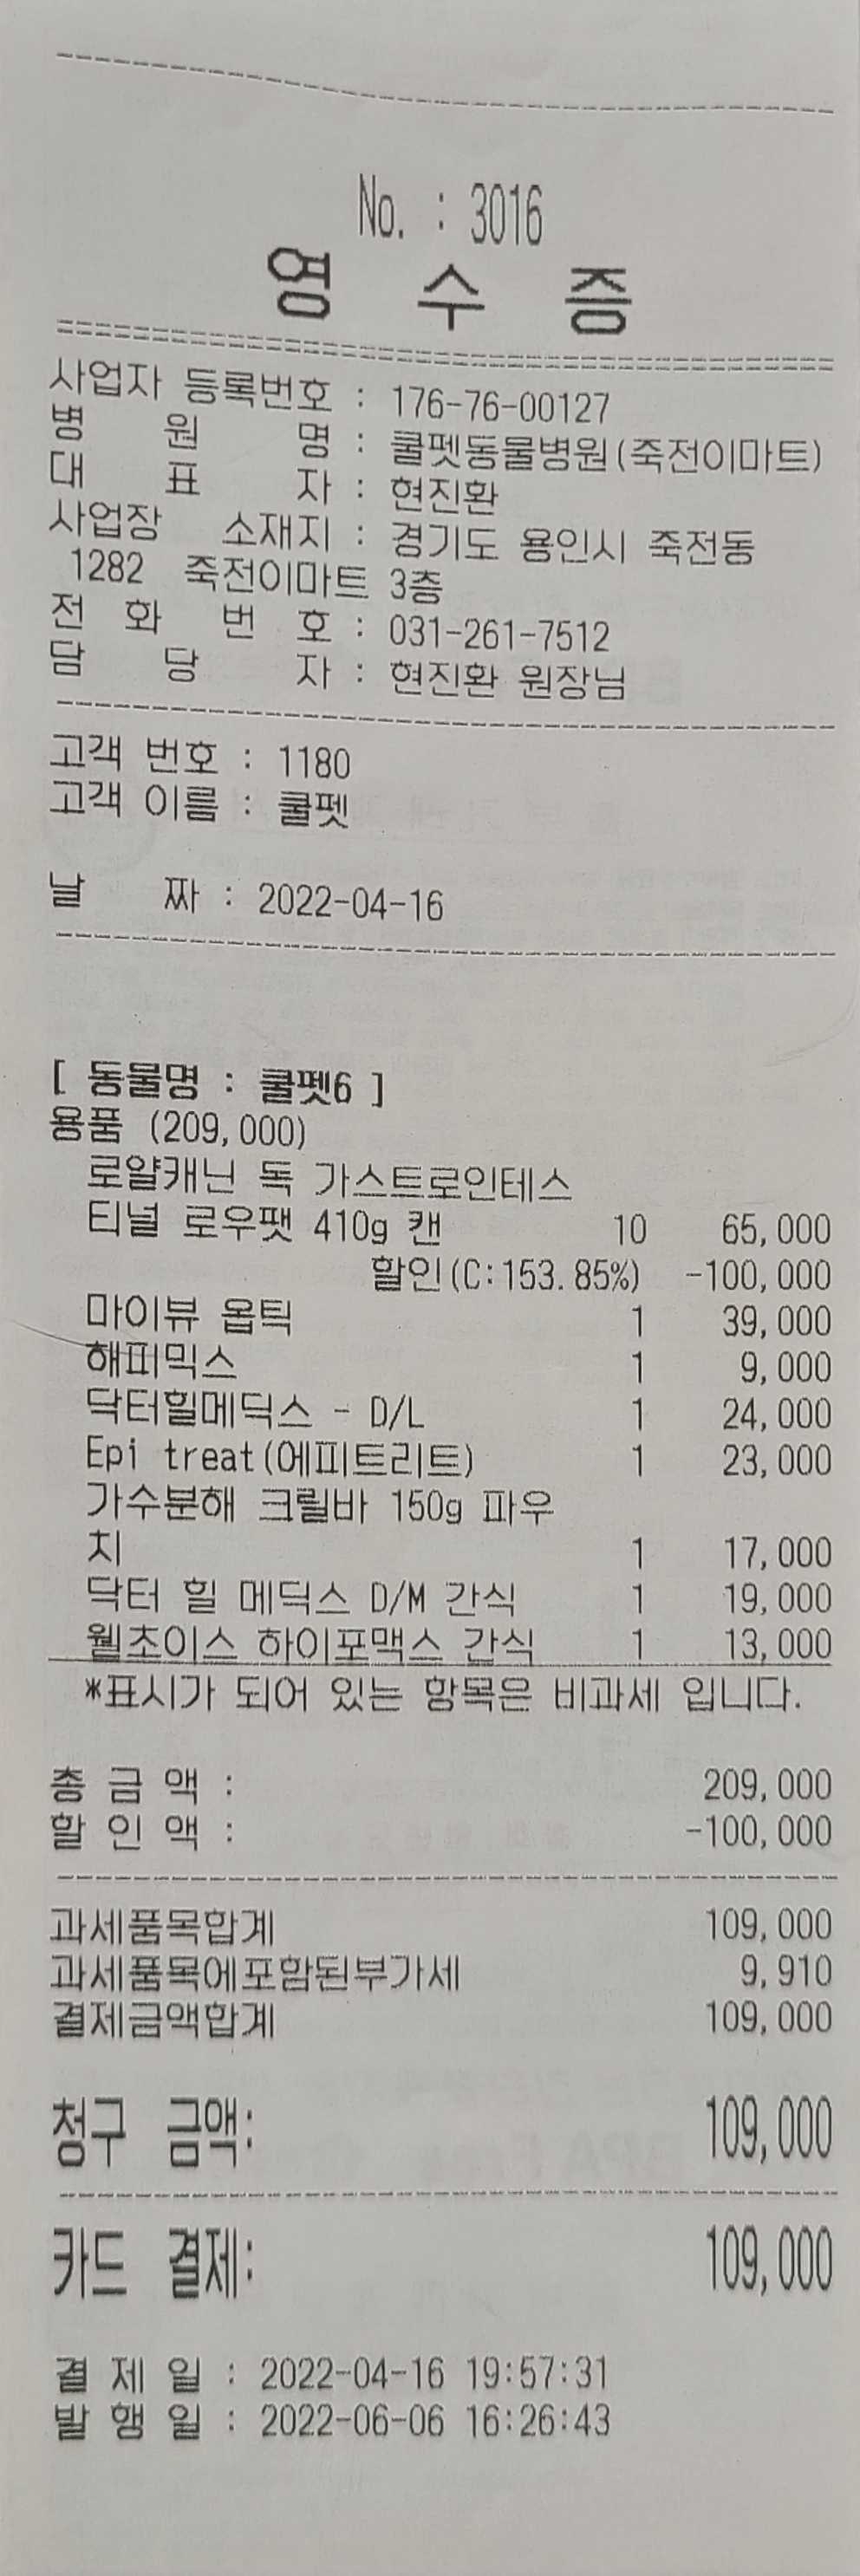 No. : 3016
영 수 증
사업자 등록번호 : 176-76-00127
병 원 명 : 쿨펫동물병원(죽전이마트)
대 표 자 : 현진환
사업장 소재지 : 경기도 용인시 죽전동
1282 죽전이마트 3층
전 화 번 호 : 031-261-7512
담 당 자 : 현진환 원장님
고객 번호 : 1180
고객 이름 : 쿨펫
날 짜 : 2022-04-16
[ 동물명 : 쿨펫6 ]
용품 (209,000)
로얄캐닌 독 가스트로인테스
티널 로우팻 410g 캔 10 65,000
할인(C:153.85%) -100,000
마이뷰 옵틱 1 39,000
해피믹스 1 9,000
닥터힐메딕스 - D/L 1 24,000
Epi treat(에피트리트) 1 23,000
가수분해 크릴바 150g 파우
치 1 17,000
닥터 힐 메딕스 D/M 간식 1 19,000
웰초이스 하이포맥스 간식 1 13,000
*표시가 되어 있는 항목은 비과세 입니다.
총 금 액 : 209,000
할 인 액 : -100,000
과세품목합계 109,000
과세품목에포함된부가세 9,910
결제금액합계 109,000
청구 금액: 109,000
카드 결제: 109,000
결 제 일 : 2022-04-16 19:57:31
발 행 일 : 2022-06-06 16:26:43